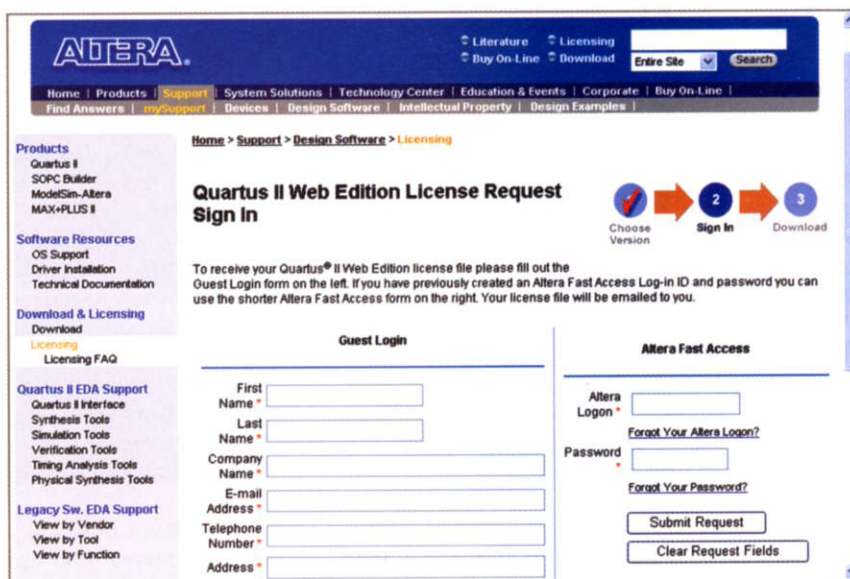 ALTERA.
Literature Licensing
Buy On-Line Download Entire Site Search
Home | Products | Support | System Solutions | Technology Center | Education & Events | Corporate | Buy On-Line |
Find Answers | mySupport | Devices | Design Software | Intellectual Property | Design Examples |
Home > Support > Design Software > Licensing
Products
Quartus II
SOPC Builder
ModelSim-Altera
MAX+PLUS II
Software Resources
OS Support
Driver Installation
Technical Documentation
Download & Licensing
Download
Licensing
Licensing FAQ
Quartus II EDA Support
Quartus II Interface
Synthesis Tools
Simulation Tools
Verification Tools
Timing Analysis Tools
Physical Synthesis Tools
Legacy Sw. EDA Support
View by Vendor
View by Tool
View by Function
Quartus II Web Edition License Request
Sign In
Choose
Version
2
Sign In
3
Download
To receive your Quartus® II Web Edition license file please fill out the
Guest Login form on the left. If you have previously created an Altera Fast Access Log-in ID and password you can
use the shorter Altera Fast Access form on the right. Your license file will be emailed to you.
Guest Login
First
Name *
Last
Name *
Company
Name *
E-mail
Address *
Telephone
Number *
Address *
Altera Fast Access
Altera
Logon *
Forgot Your Altera Logon?
Password
*
Forgot Your Password?
Submit Request
Clear Request Fields